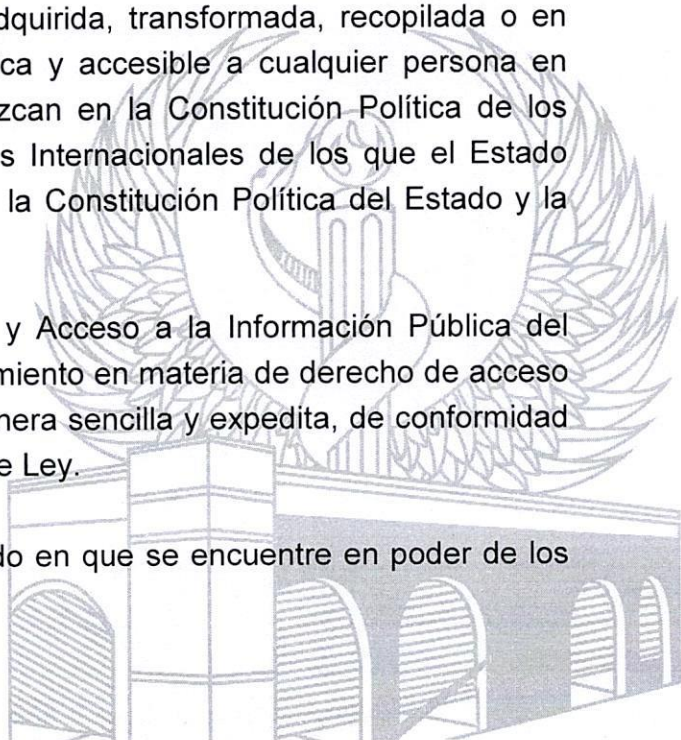 dquirida, transformada, recopilada o en
ca y accesible a cualquier persona en
zcan en la Constitución Política de los
s Internacionales de los que el Estado
la Constitución Política del Estado y la
y Acceso a la Información Pública del
miento en materia de derecho de acceso
nera sencilla y expedita, de conformidad
e Ley.
do en que se encuentre en poder de los